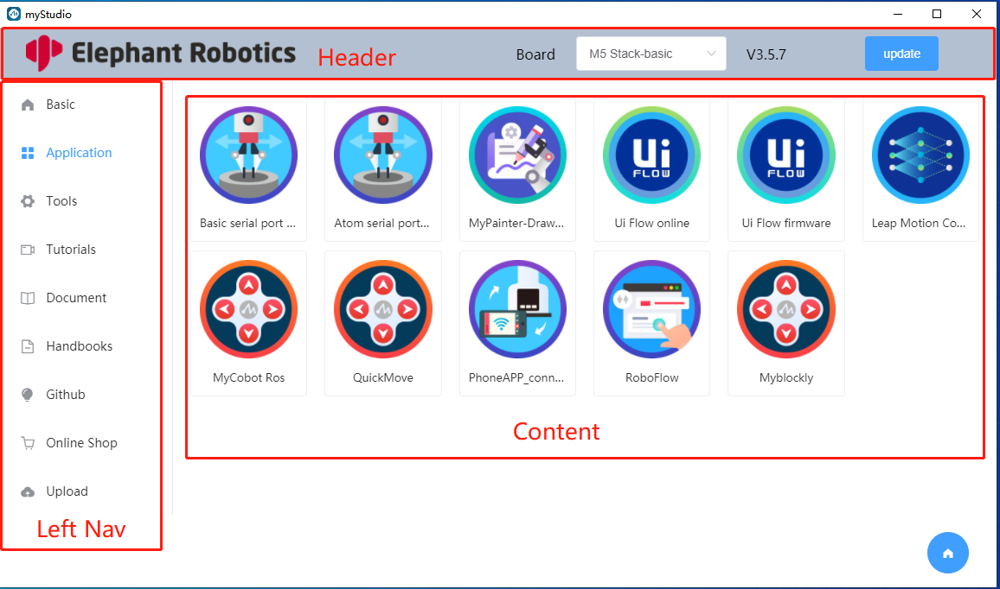 myStudio
Elephant Robotics
Header
Board
M5 Stack-basic
V3.5.7
update
Basic
Application
Tools
Tutorials
Document
Handbooks
Github
Online Shop
Upload
Left Nav
Ui
FLOW
Ui
FLOW
Basic serial port ...
Atom serial port...
MyPainter-Draw...
Ui Flow online
Ui Flow firmware
Leap Motion Co...
MyCobot Ros
QuickMove
PhoneAPP_conn...
RoboFlow
Myblockly
Content